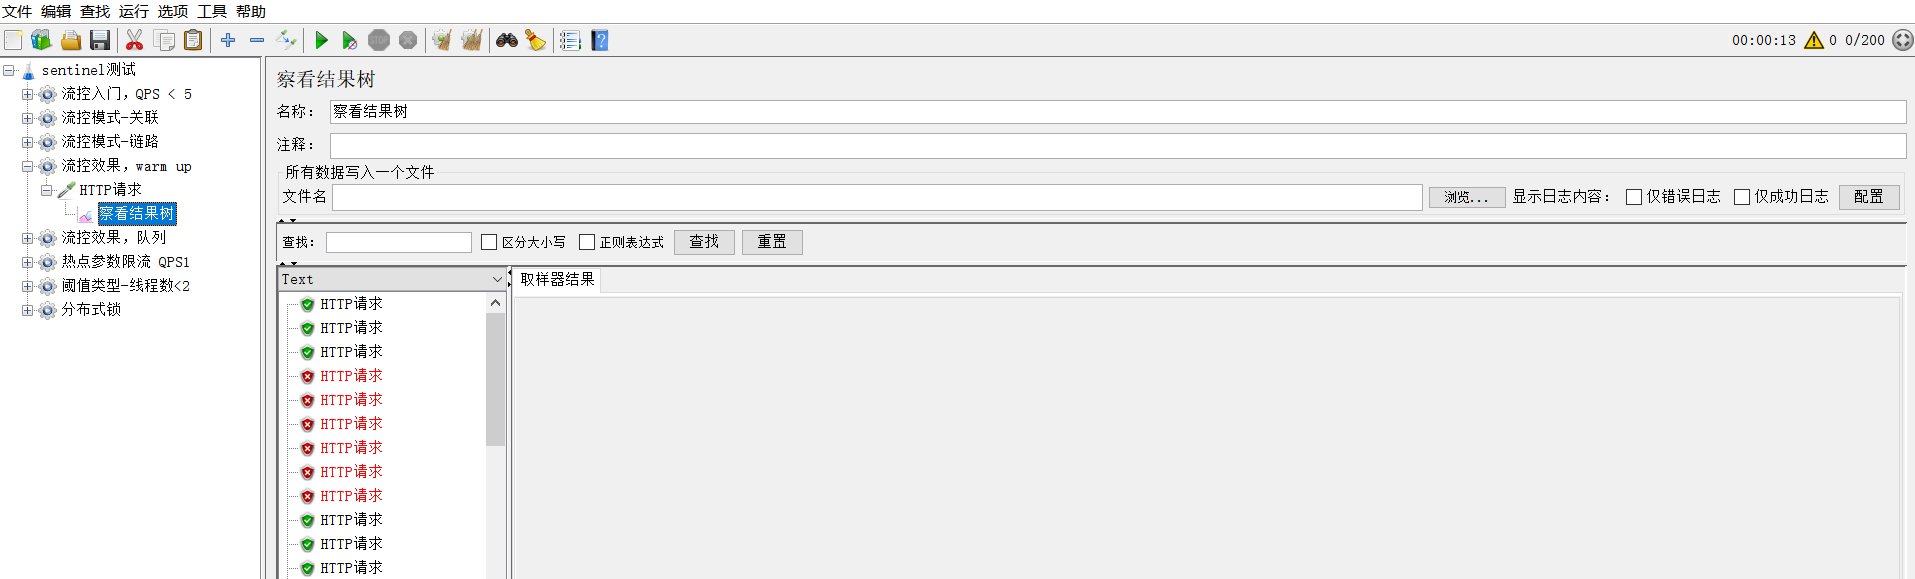 文件 编辑 查找 运行 选项 工具 帮助
STOP
00:00:13 0 0/200
sentinel测试
流控入门，QPS < 5
流控模式-关联
流控模式-链路
流控效果，warm up
HTTP请求
察看结果树
流控效果，队列
热点参数限流 QPS1
阈值类型-线程数<2
分布式锁
察看结果树
名称： 察看结果树
注释：
所有数据写入一个文件
文件名 浏览... 显示日志内容： 仅错误日志 仅成功日志 配置
查找: 区分大小写 正则表达式 查找 重置
Text
取样器结果
HTTP请求
HTTP请求
HTTP请求
HTTP请求
HTTP请求
HTTP请求
HTTP请求
HTTP请求
HTTP请求
HTTP请求
HTTP请求
HTTP请求